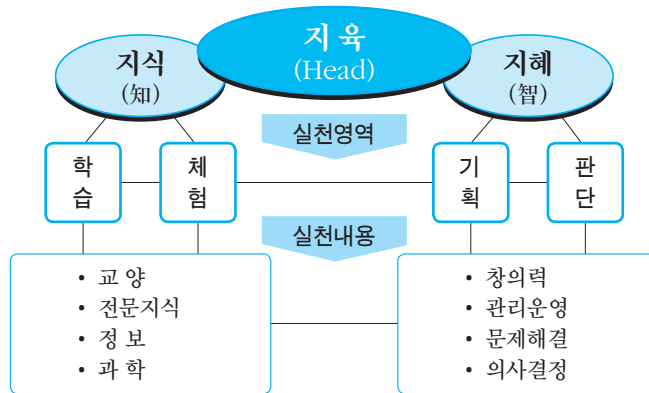 지 육
(Head)
지식
(知)
지혜
(智)
실천영역
학
습
체
험
기
획
판
단
실천내용
• 교 양
• 전문지식
• 정 보
• 과 학
• 창의력
• 관리운영
• 문제해결
• 의사결정